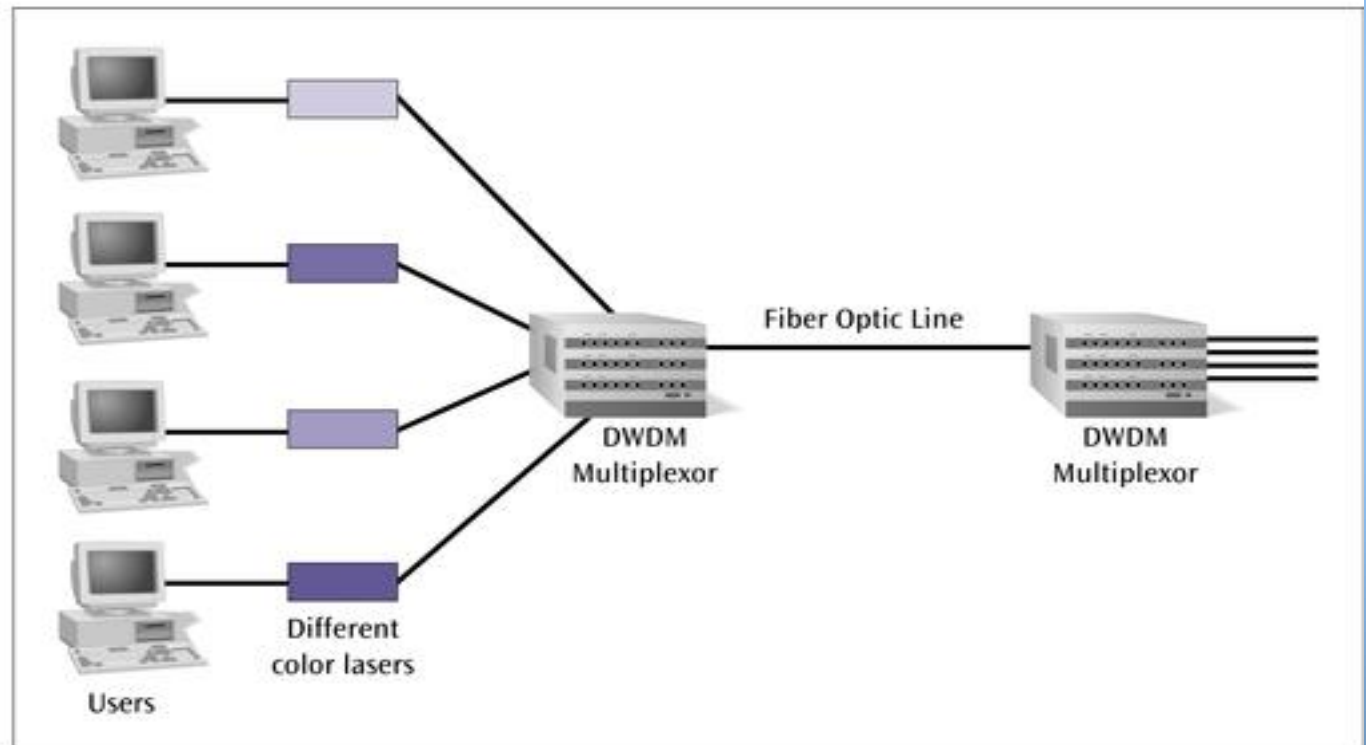 Fiber Optic Line
DWDM
Multiplexor
DWDM
Multiplexor
Different
color lasers
Users